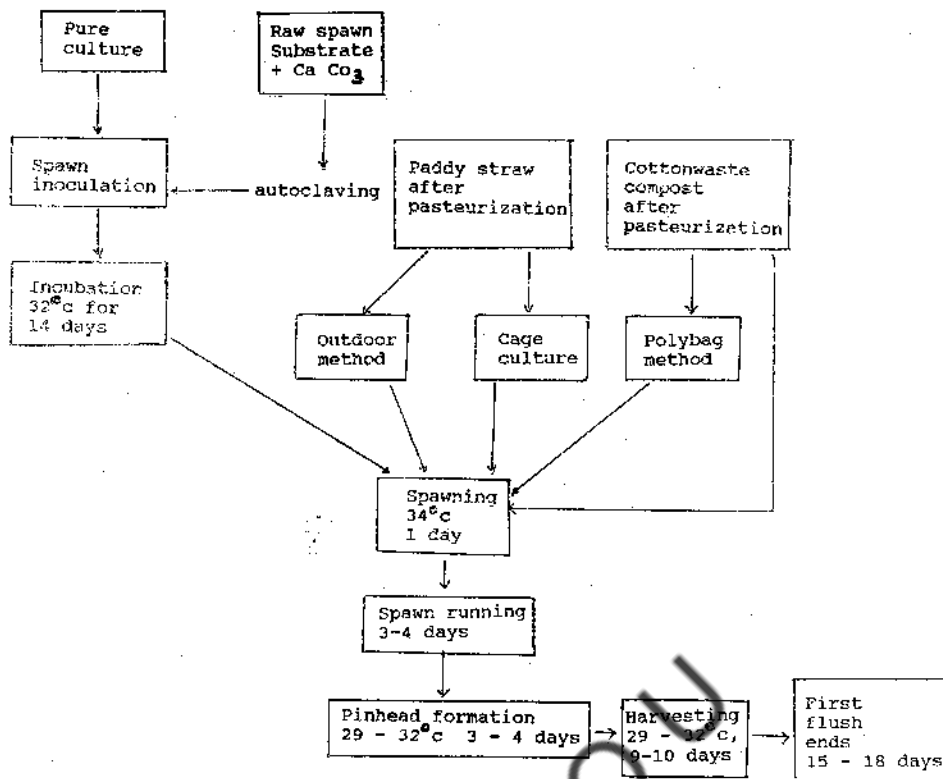 Pure
culture
Raw spawn
Substrate
+ Ca Co3
Spawn
inoculation
autoclaving
Paddy straw
after
pasteurization
Cottonwaste
compost
after
pasteurization
Incubation
32°c for
14 days
Outdoor
method
Cage
culture
Polybag
method
Spawning
34°c
1 day
Spawn running
3-4 days
Pinhead formation
29 - 32°c 3 - 4 days
Harvesting
29 - 32°c,
9-10 days
First
flush
ends
15 - 18 days